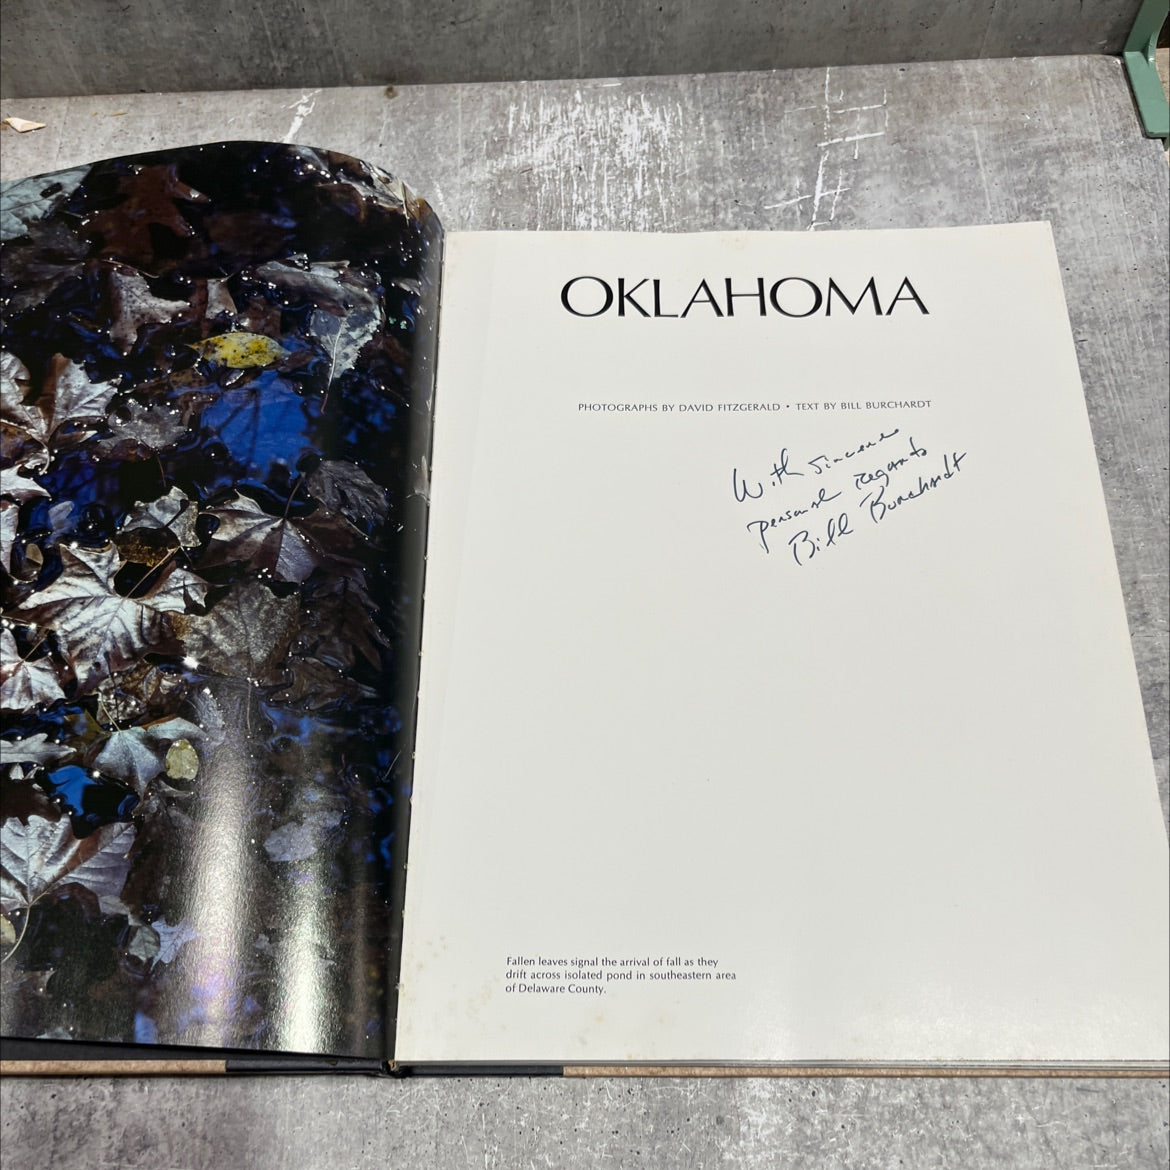 OKLAHOMA
PHOTOGRAPHS BY DAVID FITZGERALD • TEXT BY BILL BURCHARDT
With sincere
personal regards
Bill Burchardt
Fallen leaves signal the arrival of fall as they
drift across isolated pond in southeastern area
of Delaware County.